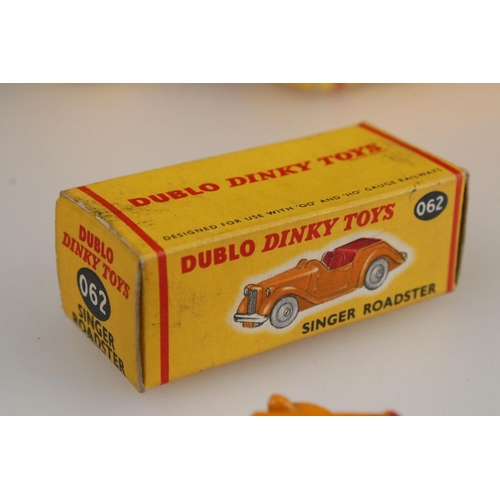 DUBLO DINKY TOYS
DESIGNED FOR USE WITH 'OO' AND 'HO' GAUGE RAILWAYS
DUBLO DINKY TOYS
062
SINGER ROADSTER
DUBLO
DINKY TOYS
062
SINGER
ROADSTER